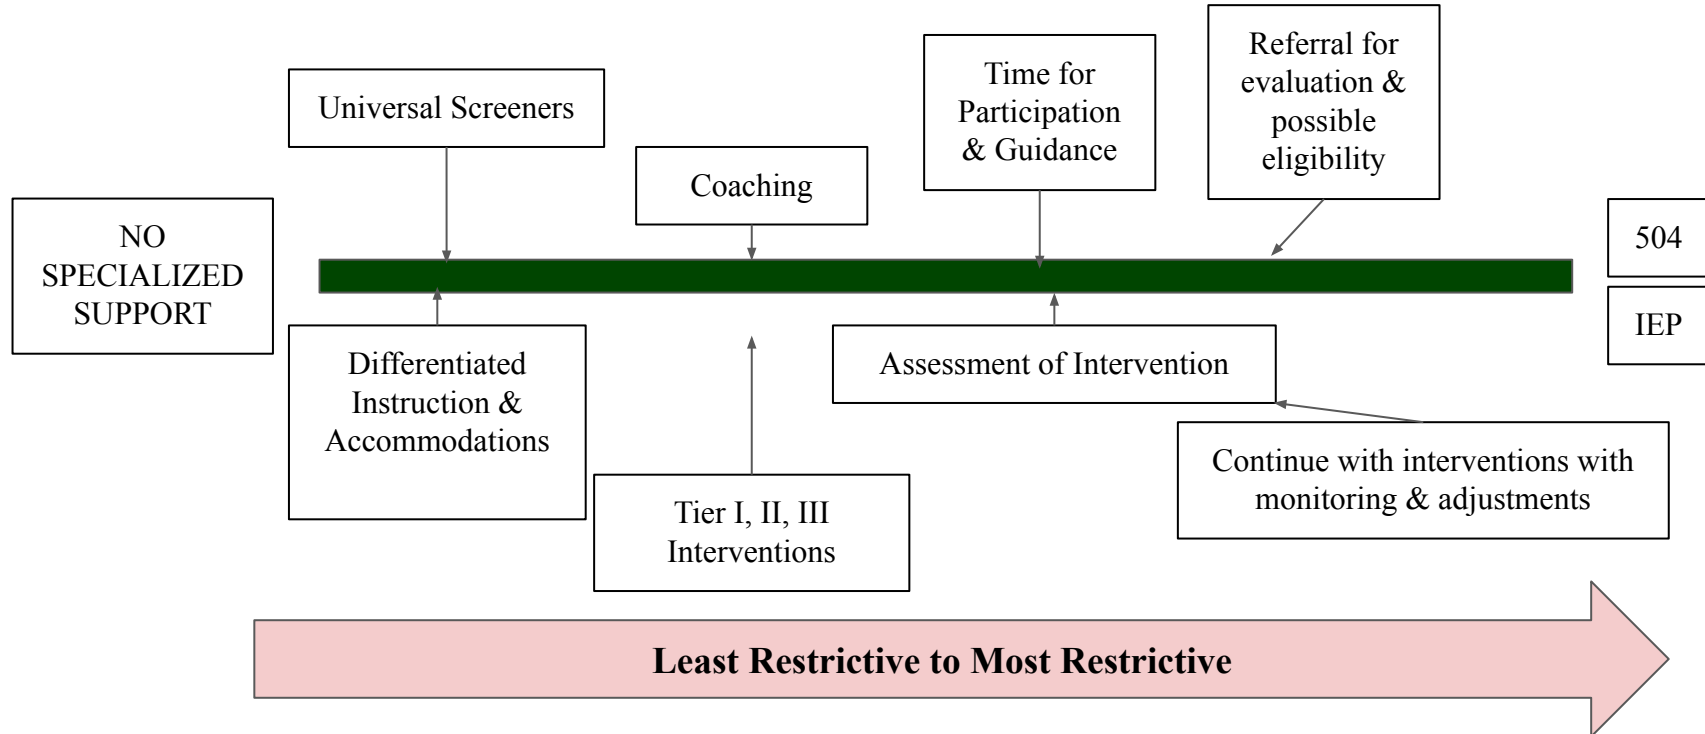 Universal Screeners
Coaching
Time for
Participation
& Guidance
Referral for
evaluation &
possible
eligibility
NO
SPECIALIZED
SUPPORT
504
IEP
Differentiated
Instruction &
Accommodations
Tier I, II, III
Interventions
Assessment of Intervention
Continue with interventions with
monitoring & adjustments
Least Restrictive to Most Restrictive